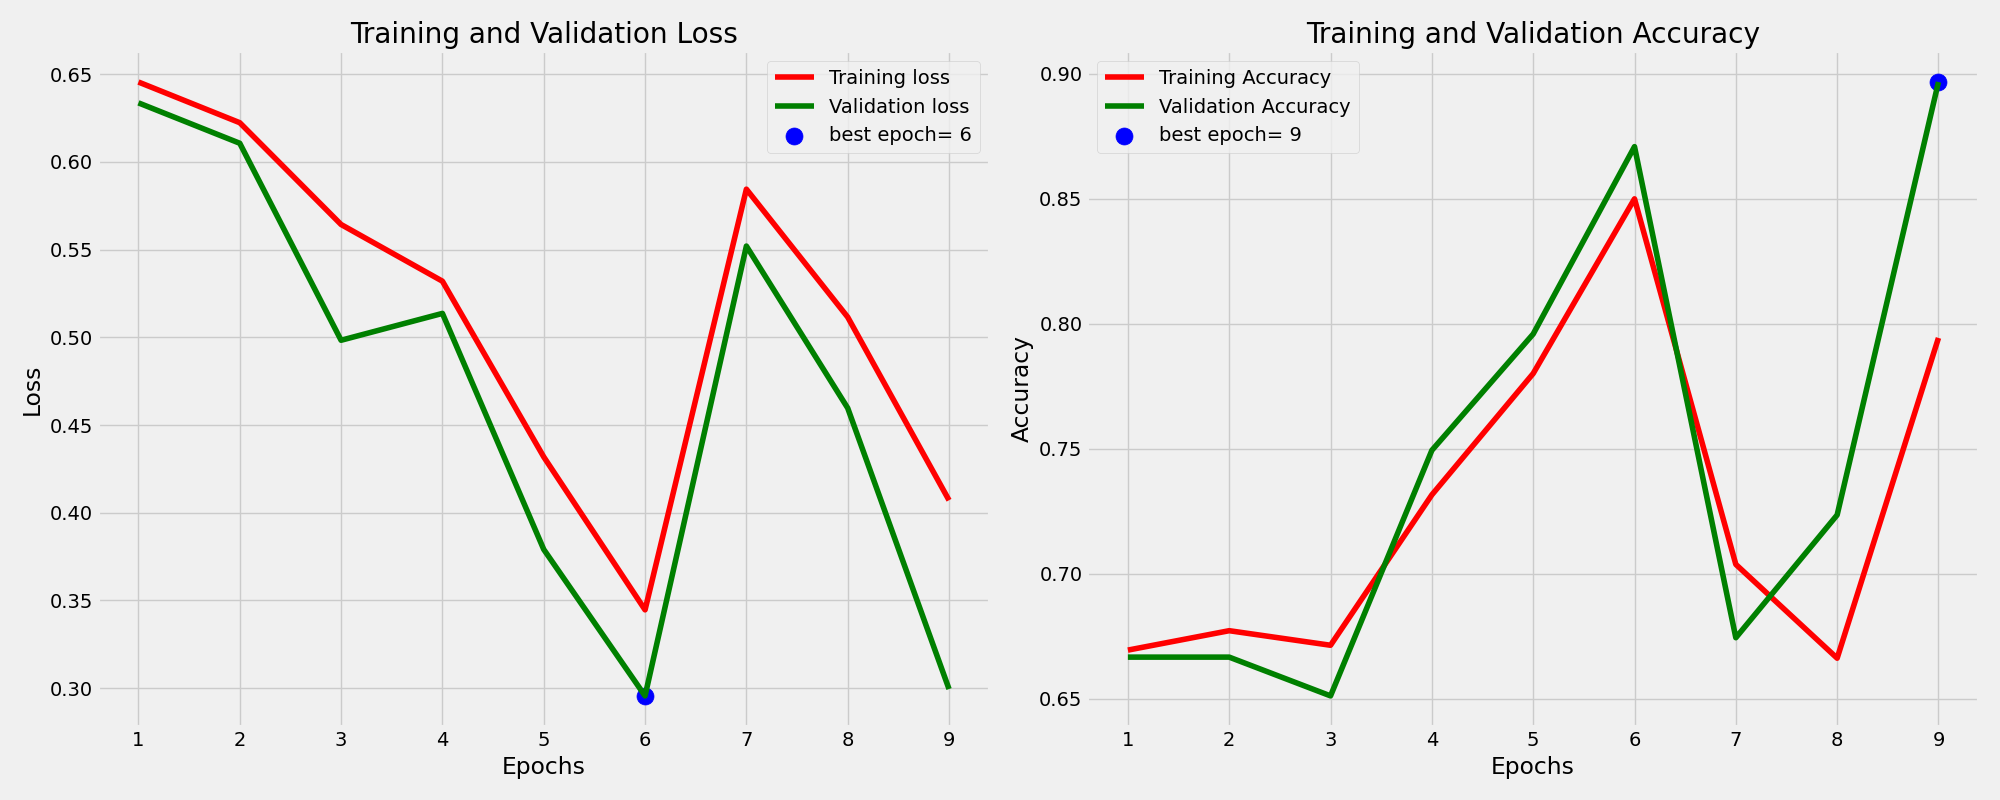 Training and Validation Loss
Training loss
Validation loss
best epoch= 6
0.65
0.60
0.55
0.50
0.45
0.40
0.35
0.30
Loss
1 2 3 4 5 6 7 8 9
Epochs
Training and Validation Accuracy
Training Accuracy
Validation Accuracy
best epoch= 9
0.90
0.85
0.80
0.75
0.70
0.65
Accuracy
1 2 3 4 5 6 7 8 9
Epochs